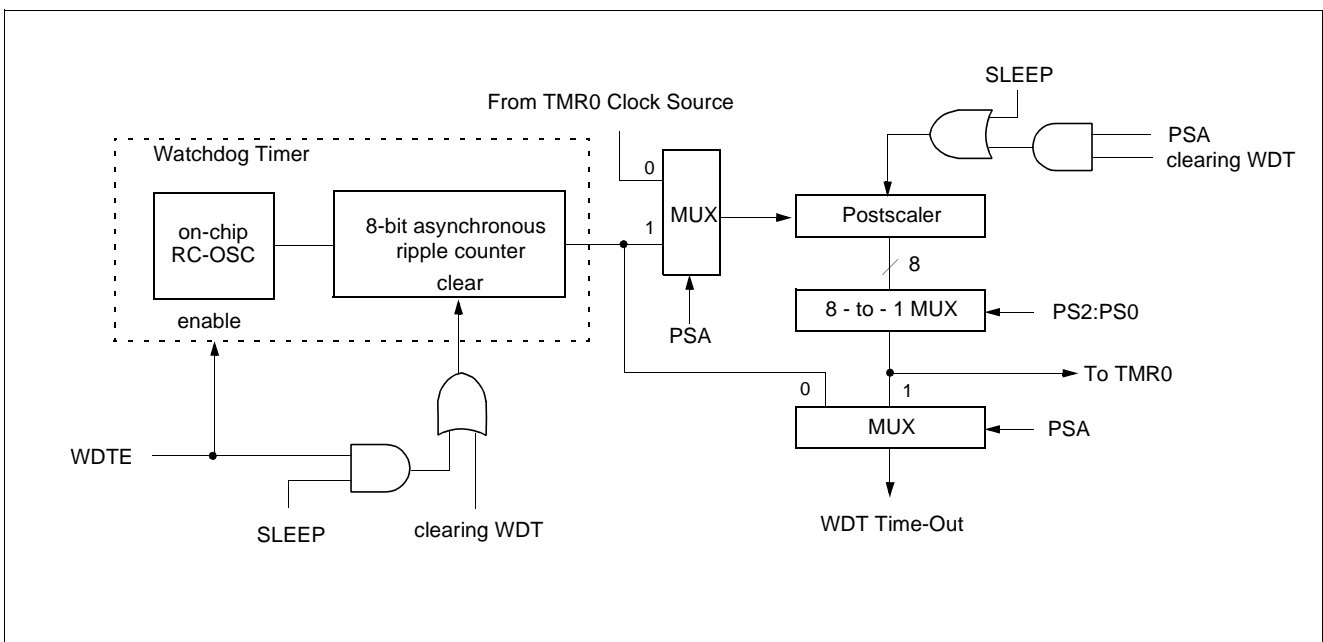 SLEEP
From TMR0 Clock Source
PSA
clearing WDT
Watchdog Timer
0
MUX
1
on-chip
RC-OSC
8-bit asynchronous
ripple counter
clear
enable
Postscaler
8
8 - to - 1 MUX
PS2:PS0
PSA
To TMR0
0
1
MUX
PSA
WDTE
SLEEP
clearing WDT
WDT Time-Out